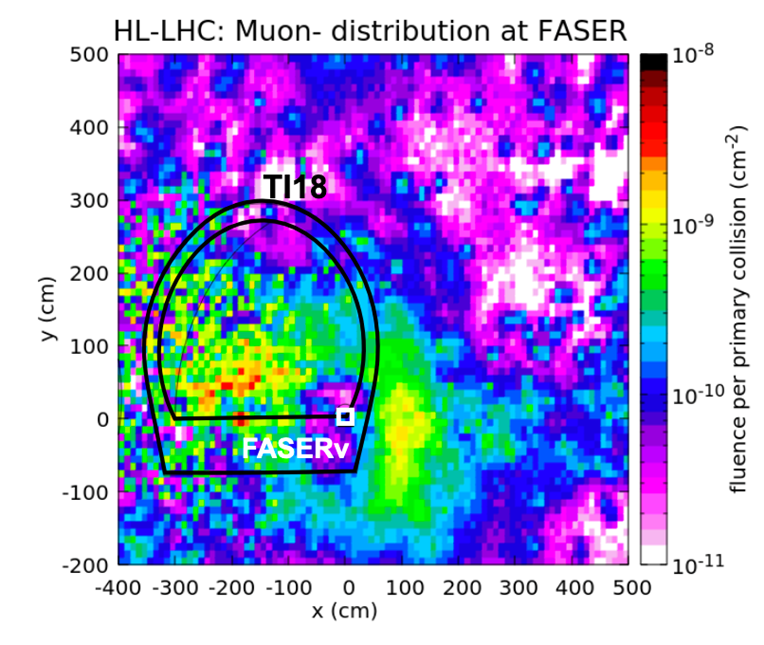 HL-LHC: Muon- distribution at FASER
500
400
300
200
100
0
-100
-200
y (cm)
TI18
FASERν
-400 -300 -200 -100 0 100 200 300 400 500
x (cm)
10⁻⁸
10⁻⁹
10⁻¹⁰
10⁻¹¹
fluence per primary collision (cm⁻²)